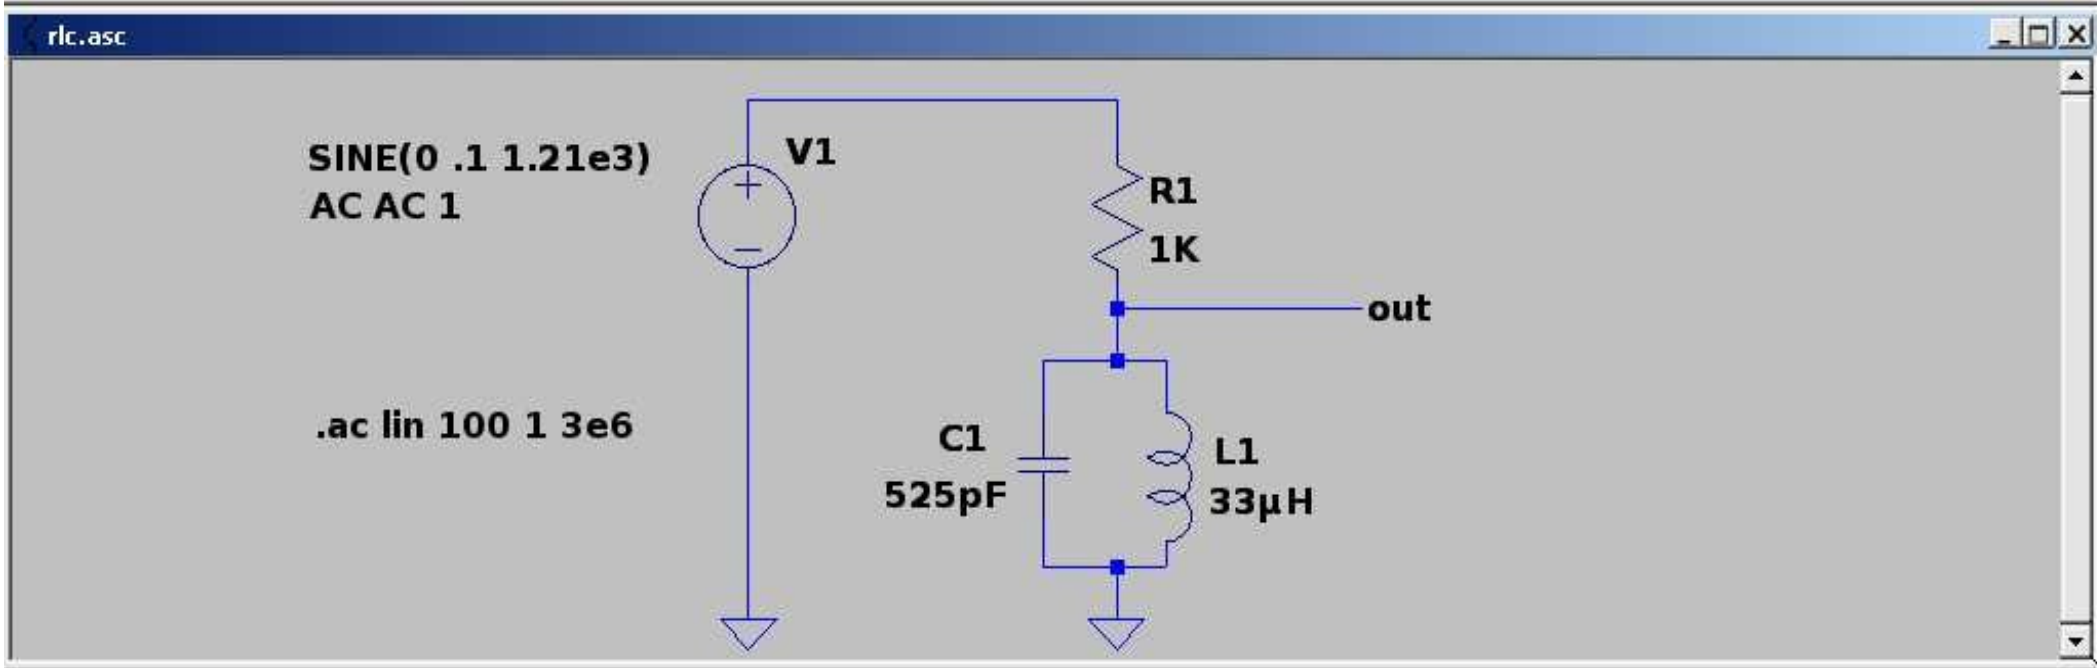 rlc.asc
SINE(0 .1 1.21e3)
AC AC 1
V1
R1
1K
out
.ac lin 100 1 3e6
C1
525pF
L1
33µH